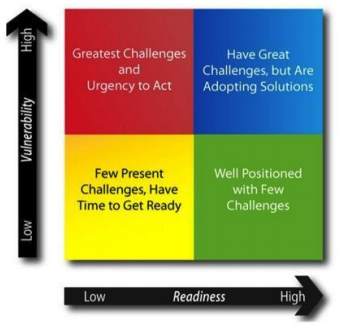 High
Vulnerability
Low
Greatest Challenges
and
Urgency to Act
Have Great
Challenges, but Are
Adopting Solutions
Few Present
Challenges, Have
Time to Get Ready
Well Positioned
with Few
Challenges
Low Readiness High